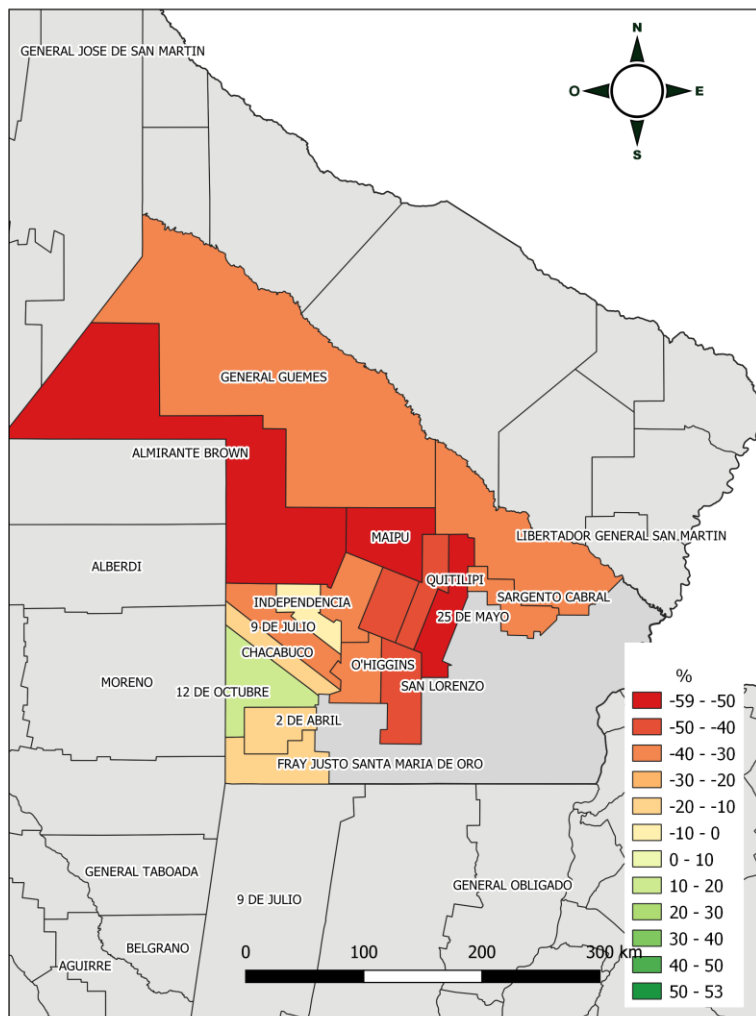 N
GENERAL JOSE DE SAN MARTIN
O
E
S
GENERAL GUEMES
ALMIRANTE BROWN
MAIPU
LIBERTADOR GENERAL SAN MARTIN
ALBERDI
QUITILIPI
SARGENTO CABRAL
INDEPENDENCIA
25 DE MAYO
9 DE JULIO
CHACABUCO
O'HIGGINS
MORENO
12 DE OCTUBRE
SAN LORENZO
2 DE ABRIL
FRAY JUSTO SANTA MARIA DE ORO
%
-59 - -50
-50 - -40
-40 - -30
-30 - -20
-20 - -10
-10 - 0
0 - 10
10 - 20
20 - 30
30 - 40
40 - 50
50 - 53
GENERAL TABOADA
9 DE JULIO
GENERAL OBLIGADO
BELGRANO
AGUIRRE
0 100 200 300 km